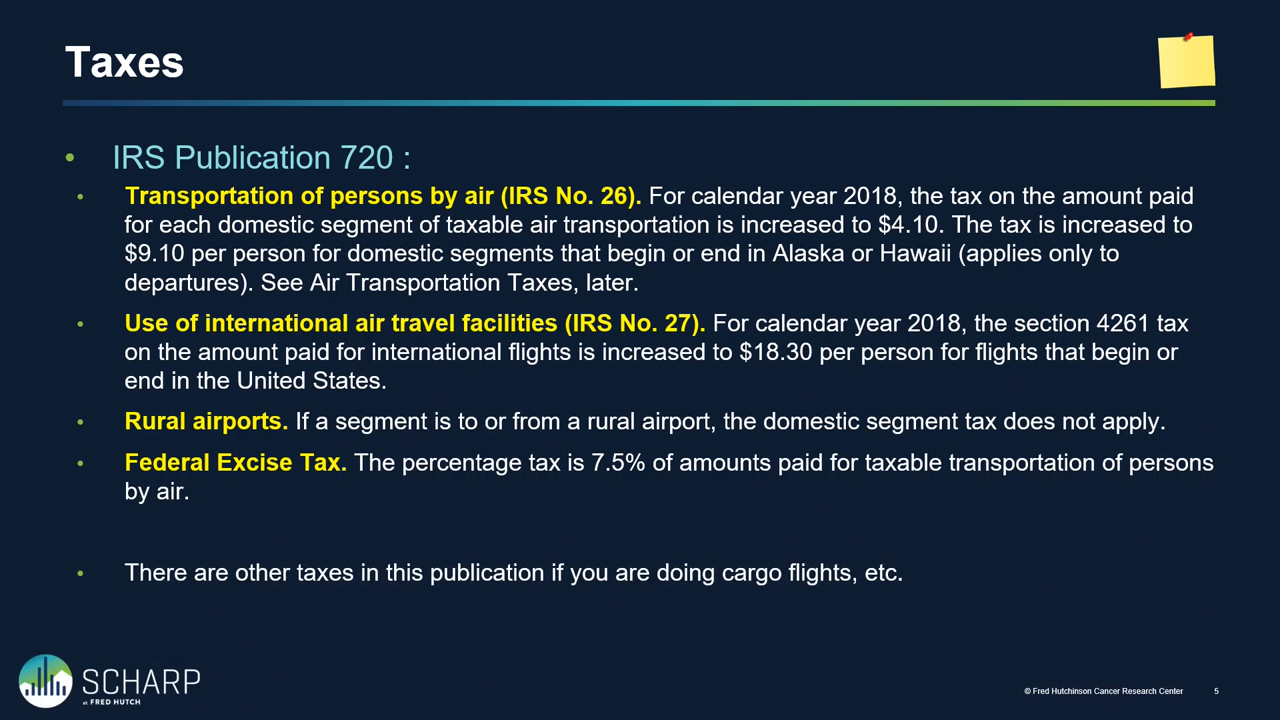 Taxes
• IRS Publication 720 :
• Transportation of persons by air (IRS No. 26). For calendar year 2018, the tax on the amount paid
for each domestic segment of taxable air transportation is increased to $4.10. The tax is increased to
$9.10 per person for domestic segments that begin or end in Alaska or Hawaii (applies only to
departures). See Air Transportation Taxes, later.
• Use of international air travel facilities (IRS No. 27). For calendar year 2018, the section 4261 tax
on the amount paid for international flights is increased to $18.30 per person for flights that begin or
end in the United States.
• Rural airports. If a segment is to or from a rural airport, the domestic segment tax does not apply.
• Federal Excise Tax. The percentage tax is 7.5% of amounts paid for taxable transportation of persons
by air.
• There are other taxes in this publication if you are doing cargo flights, etc.
SCHARP
at FRED HUTCH
© Fred Hutchinson Cancer Research Center 5